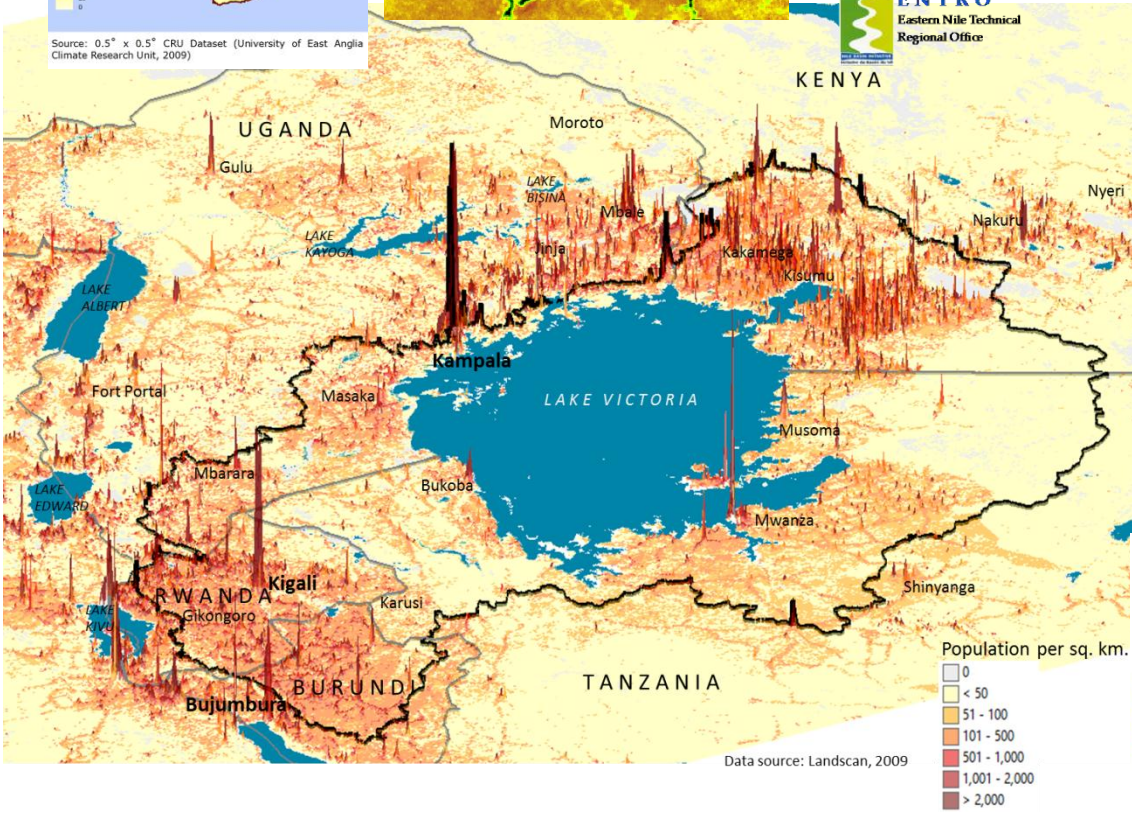 0
Source: 0.5° x 0.5° CRU Dataset (University of East Anglia
Climate Research Unit, 2009)
ENTRO
Eastern Nile Technical
Regional Office
KENYA
UGANDA
Moroto
Gulu
LAKE
BISINA
Nyeri
Mbale
Nakuru
LAKE
KAYOGA
Jinja
Kakamega
Kisumu
LAKE
ALBERT
Kampala
Fort Portal
Masaka
LAKE VICTORIA
Musoma
Mbarara
Bukoba
LAKE
EDWARD
Mwanza
Kigali
RWANDA
Shinyanga
Karusi
LAKE
KIVU
Gikongoro
BURUNDI
TANZANIA
Bujumbura
Population per sq. km.
0
< 50
51 - 100
101 - 500
501 - 1,000
1,001 - 2,000
> 2,000
Data source: Landscan, 2009